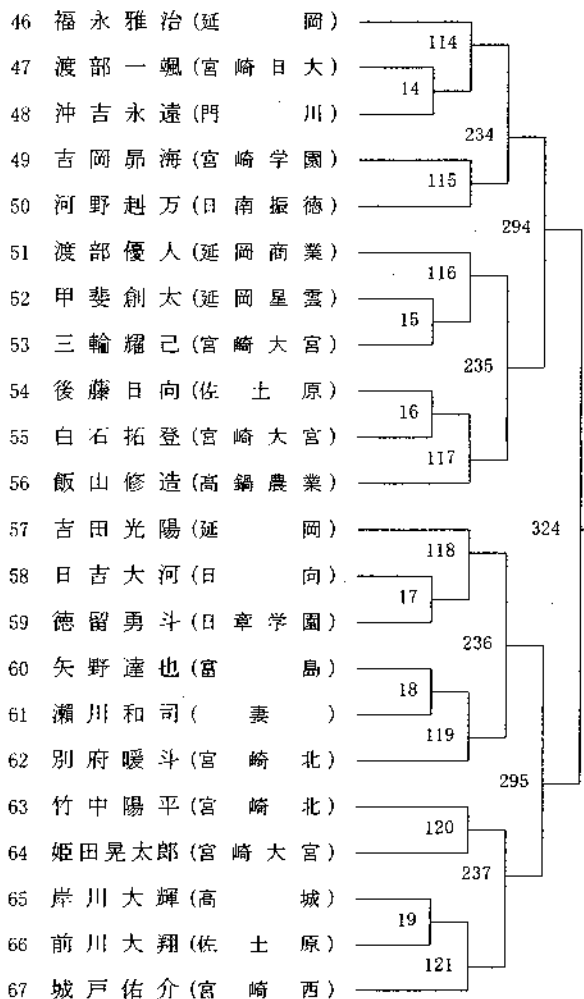 46 福永雅治(延岡)
47 渡部一颯(宮崎日大)
48 沖吉永遠(門川)
49 吉岡昴海(宮崎学園)
50 河野赳万(日南振徳)
51 渡部優人(延岡商業)
52 甲斐創太(延岡星雲)
53 三輪耀己(宮崎大宮)
54 後藤日向(佐土原)
55 白石拓登(宮崎大宮)
56 飯山修造(高鍋農業)
57 吉田光陽(延岡)
58 日吉大河(日向)
59 徳留勇斗(日章学園)
60 矢野達也(富島)
61 瀬川和司(妻)
62 別府暖斗(宮崎北)
63 竹中陽平(宮崎北)
64 姫田晃太郎(宮崎大宮)
65 岸川大輝(高城)
66 前川大翔(佐土原)
67 城戸佑介(宮崎西)
114
14
234
115
294
116
15
235
16
117
324
118
17
236
18
119
295
120
237
19
121